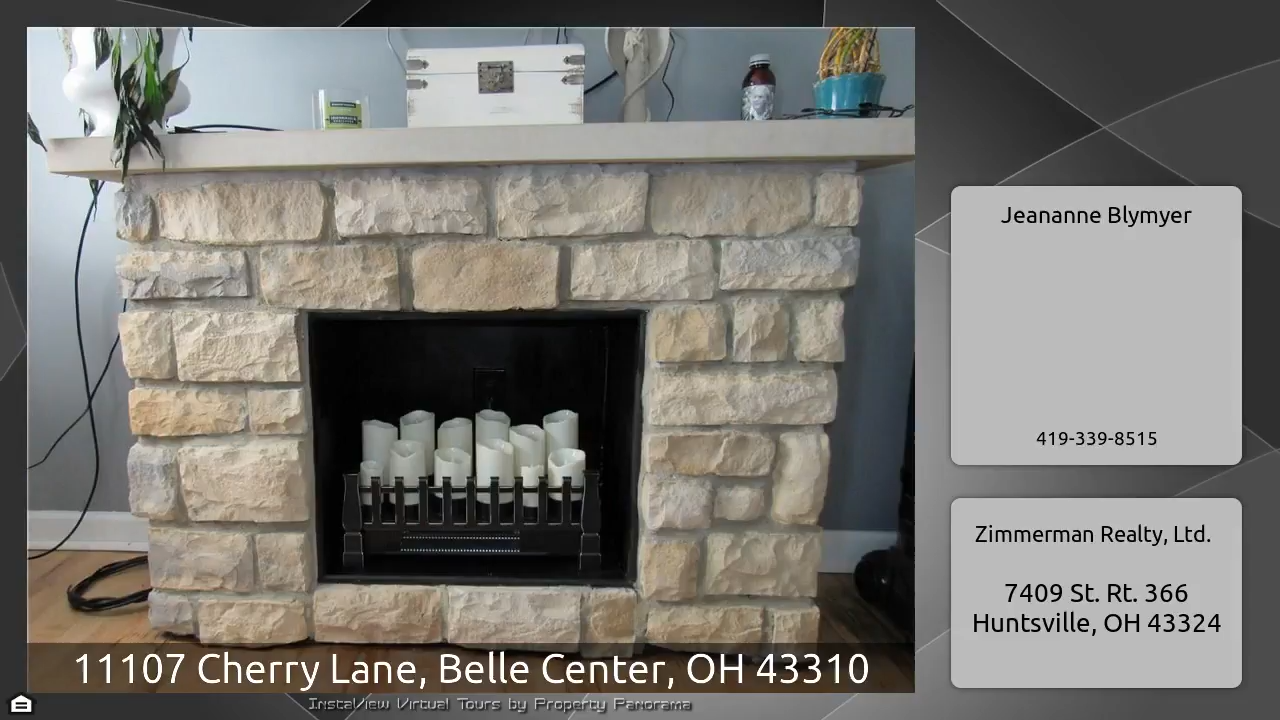 Jeananne Blymyer
419-339-8515
Zimmerman Realty, Ltd.
7409 St. Rt. 366
Huntsville, OH 43324
11107 Cherry Lane, Belle Center, OH 43310
InstaView Virtual Tours by Property Panorama